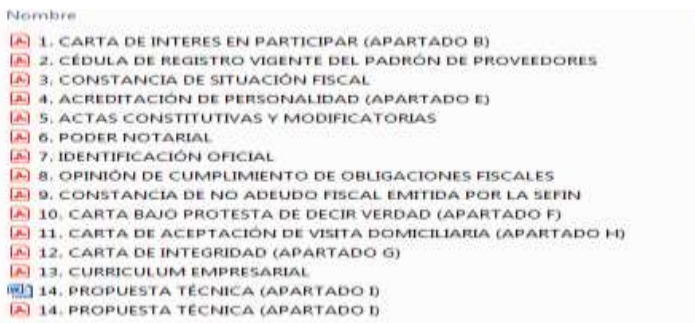 Nombre
1. CARTA DE INTERES EN PARTICIPAR (APARTADO B)
2. CÉDULA DE REGISTRO VIGENTE DEL PADRÓN DE PROVEEDORES
3. CONSTANCIA DE SITUACIÓN FISCAL
4. ACREDITACIÓN DE PERSONALIDAD (APARTADO E)
5. ACTAS CONSTITUTIVAS Y MODIFICATORIAS
6. PODER NOTARIAL
7. IDENTIFICACIÓN OFICIAL
8. OPINIÓN DE CUMPLIMIENTO DE OBLIGACIONES FISCALES
9. CONSTANCIA DE NO ADEUDO FISCAL EMITIDA POR LA SEFIN
10. CARTA BAJO PROTESTA DE DECIR VERDAD (APARTADO F)
11. CARTA DE ACEPTACIÓN DE VISITA DOMICILIARIA (APARTADO H)
12. CARTA DE INTEGRIDAD (APARTADO G)
13. CURRICULUM EMPRESARIAL
14. PROPUESTA TÉCNICA (APARTADO I)
14. PROPUESTA TÉCNICA (APARTADO I)